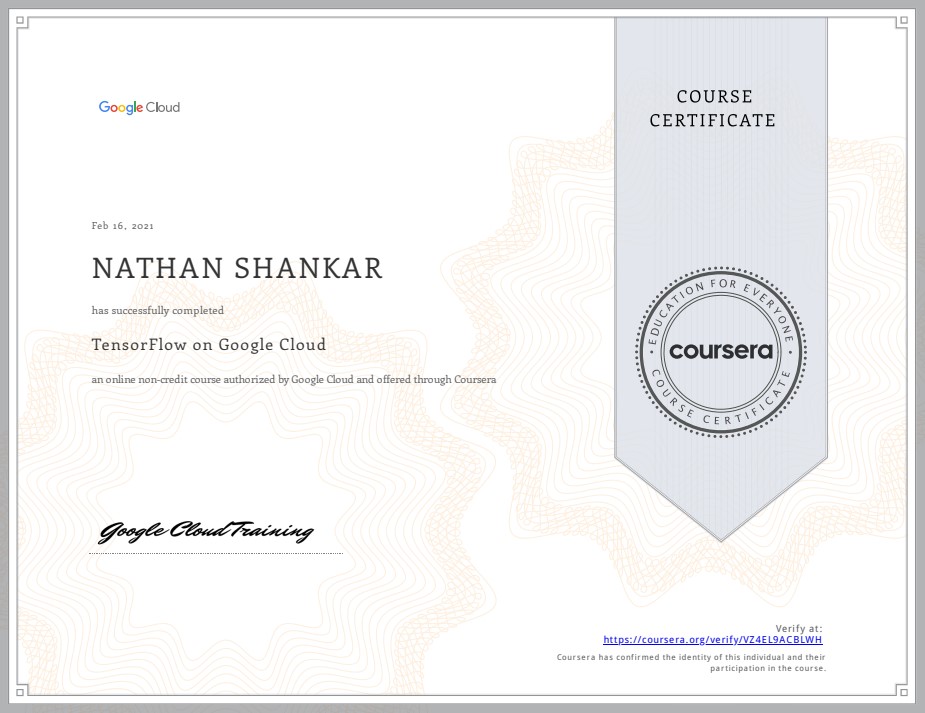 Google Cloud
COURSE
CERTIFICATE
Feb 16, 2021
NATHAN SHANKAR
has successfully completed
TensorFlow on Google Cloud
an online non-credit course authorized by Google Cloud and offered through Coursera
EDUCATION FOR EVERYONE
coursera
COURSE CERTIFICATE
Google Cloud Training
Verify at:
https://coursera.org/verify/VZ4EL9ACBLWH
Coursera has confirmed the identity of this individual and their
participation in the course.